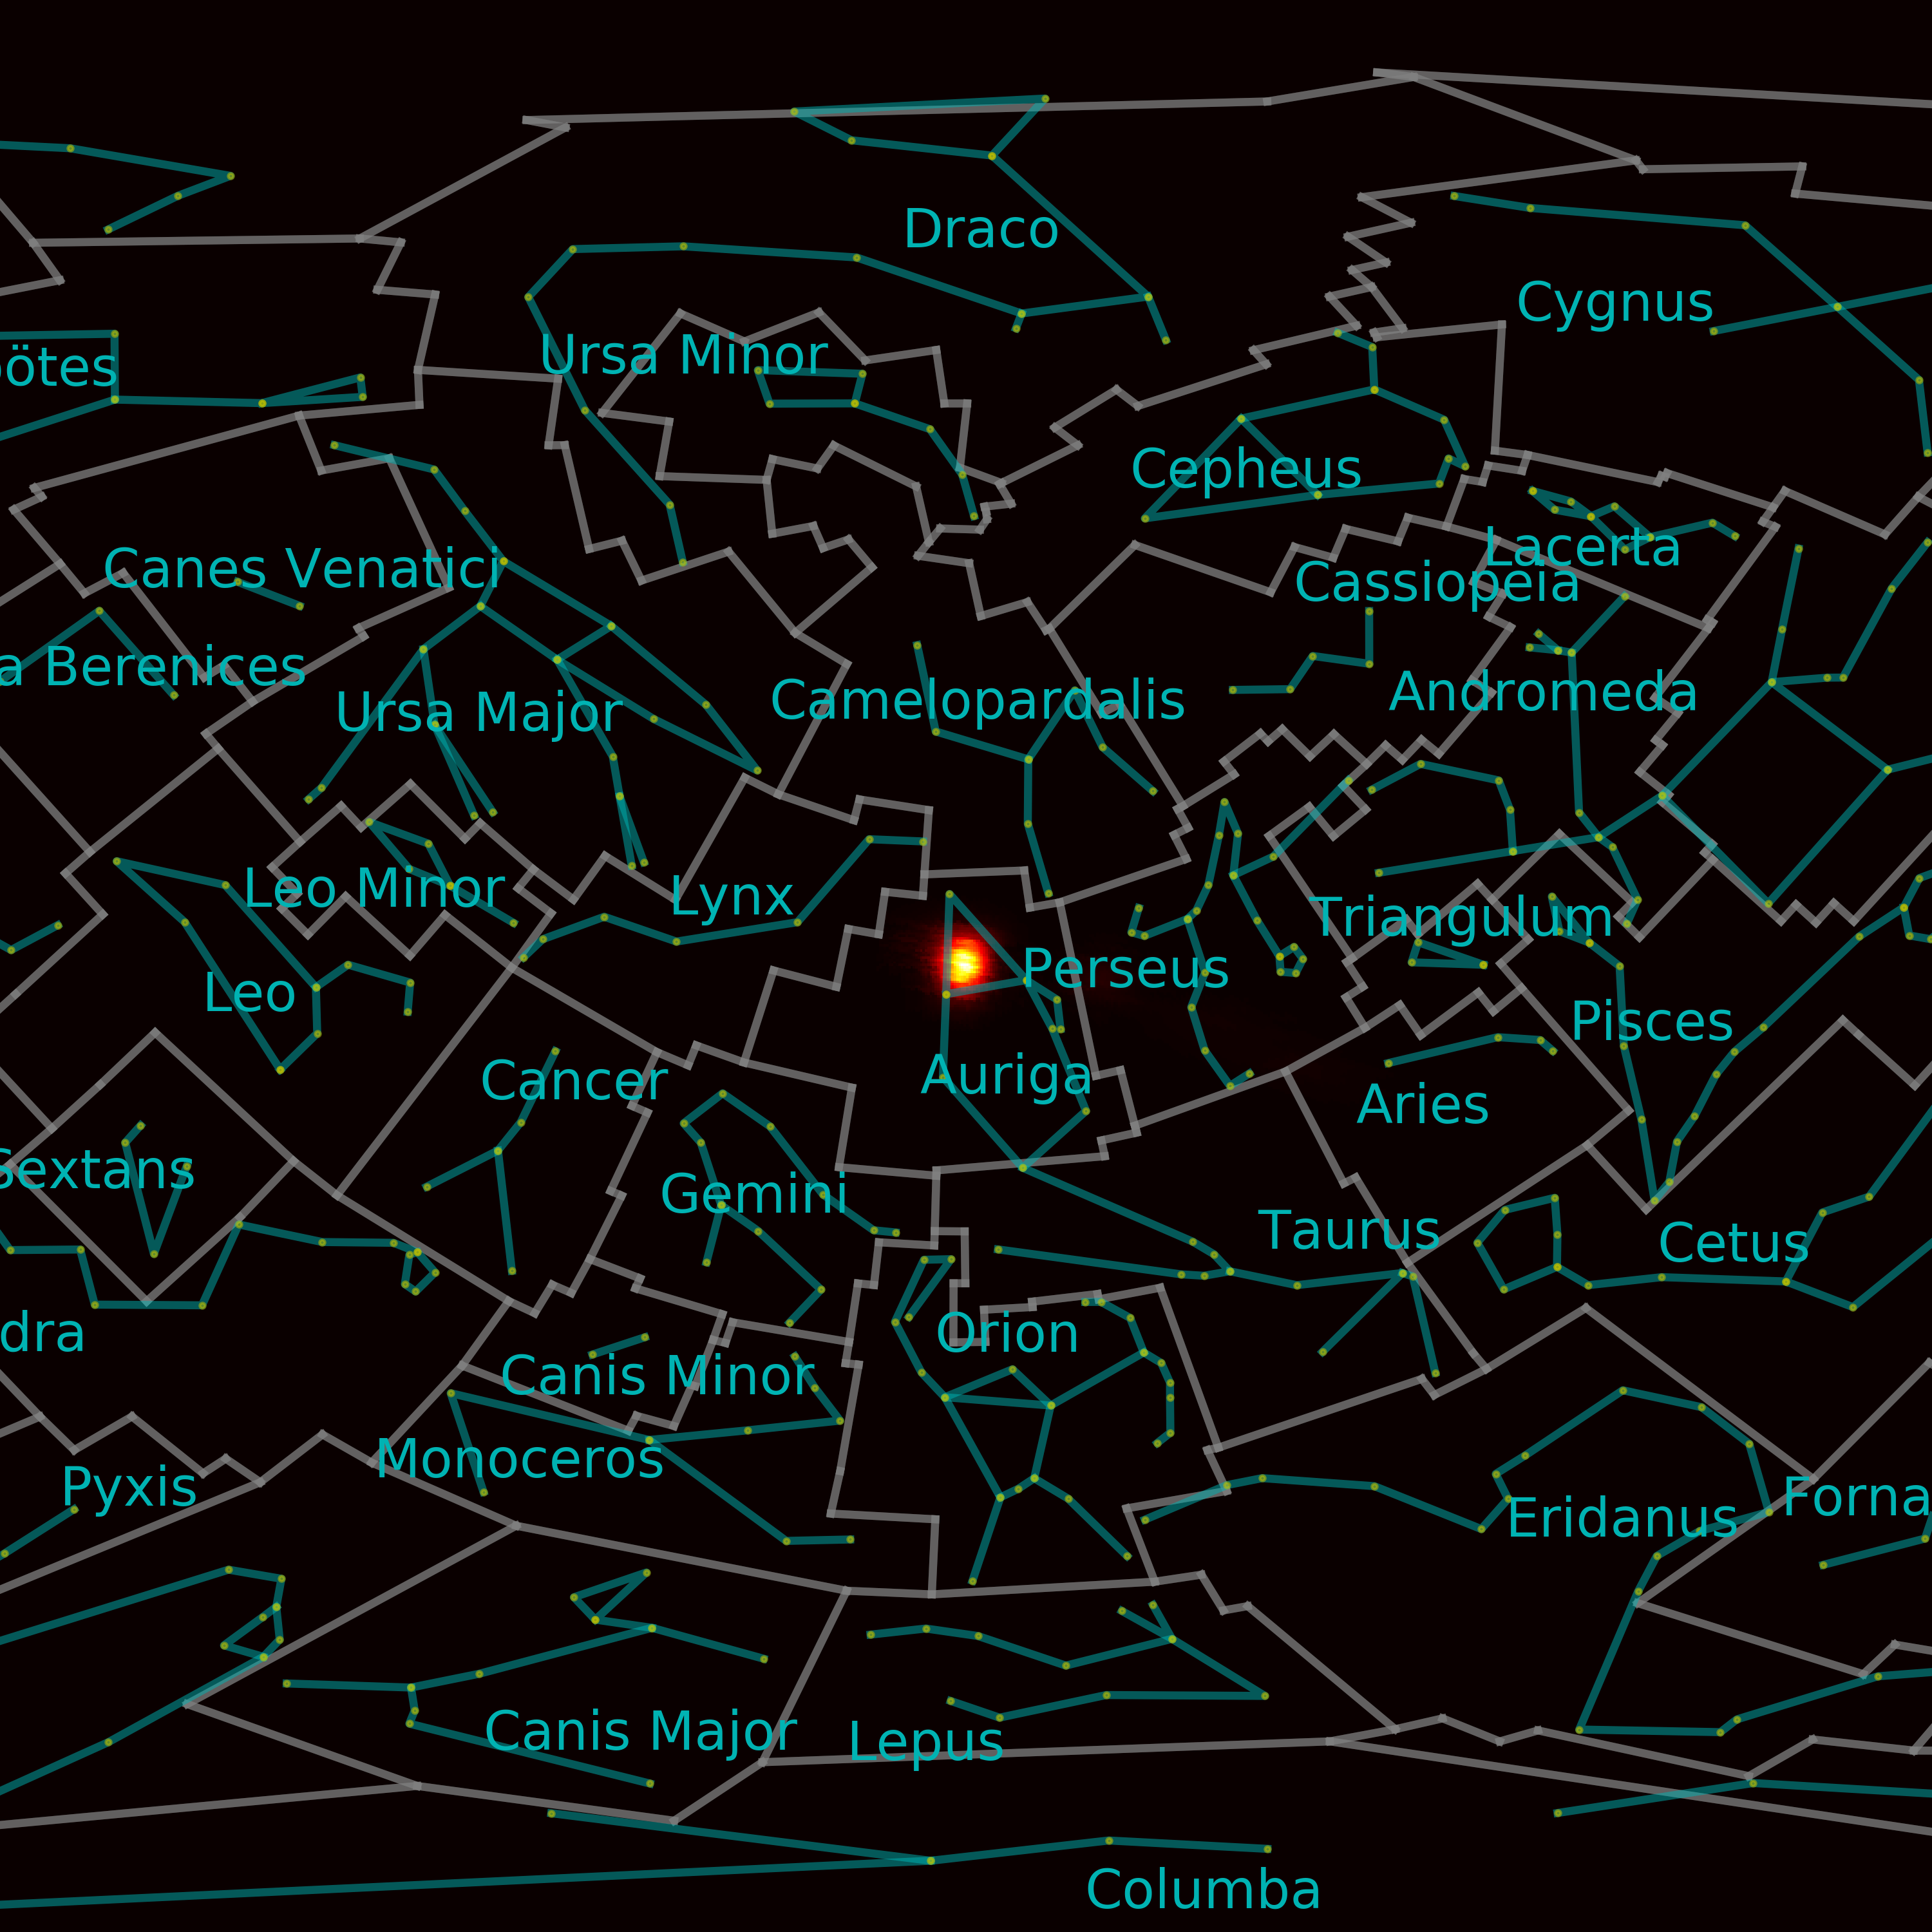 Draco
Cygnus
Ursa Minor
ötes
Cepheus
Lacerta
Canes Venatici
Cassiopeia
a Berenices
Andromeda
Camelopardalis
Ursa Major
Leo Minor
Lynx
Triangulum
Perseus
Leo
Pisces
Auriga
Cancer
Aries
Sextans
Gemini
Taurus
Cetus
dra
Orion
Canis Minor
Monoceros
Pyxis
Forna
Eridanus
Canis Major
Lepus
Columba